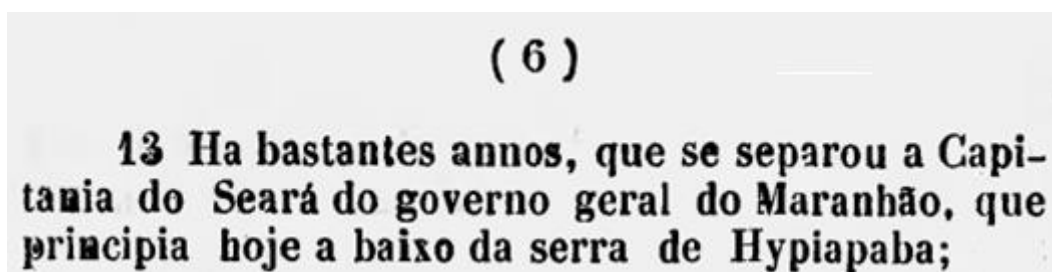 ( 6 )
13 Ha bastantes annos, que se separou a Capi-
tania do Seará do governo geral do Maranhão, que
principia hoje a baixo da serra de Hypiapaba;